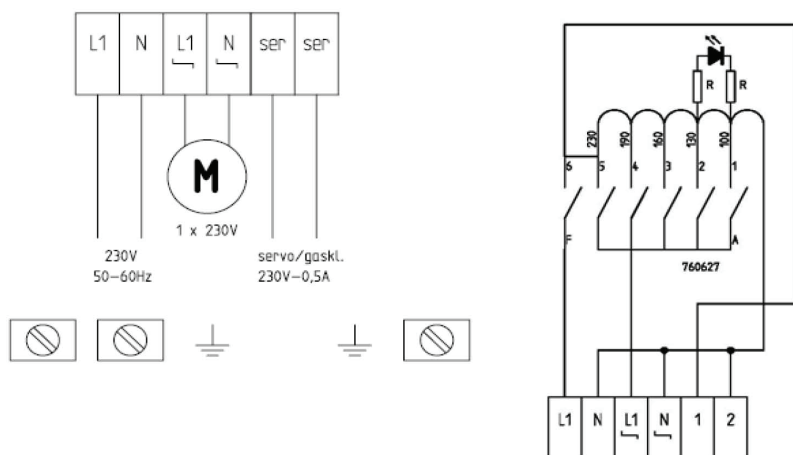 L1 N L1 N ser ser
M
1 x 230V
230V
50-60Hz
servo/gaskl.
230V-0,5A
R R
230 190 160 130 100
6 5 4 3 2 1
F A
760627
L1 N L1 N 1 2